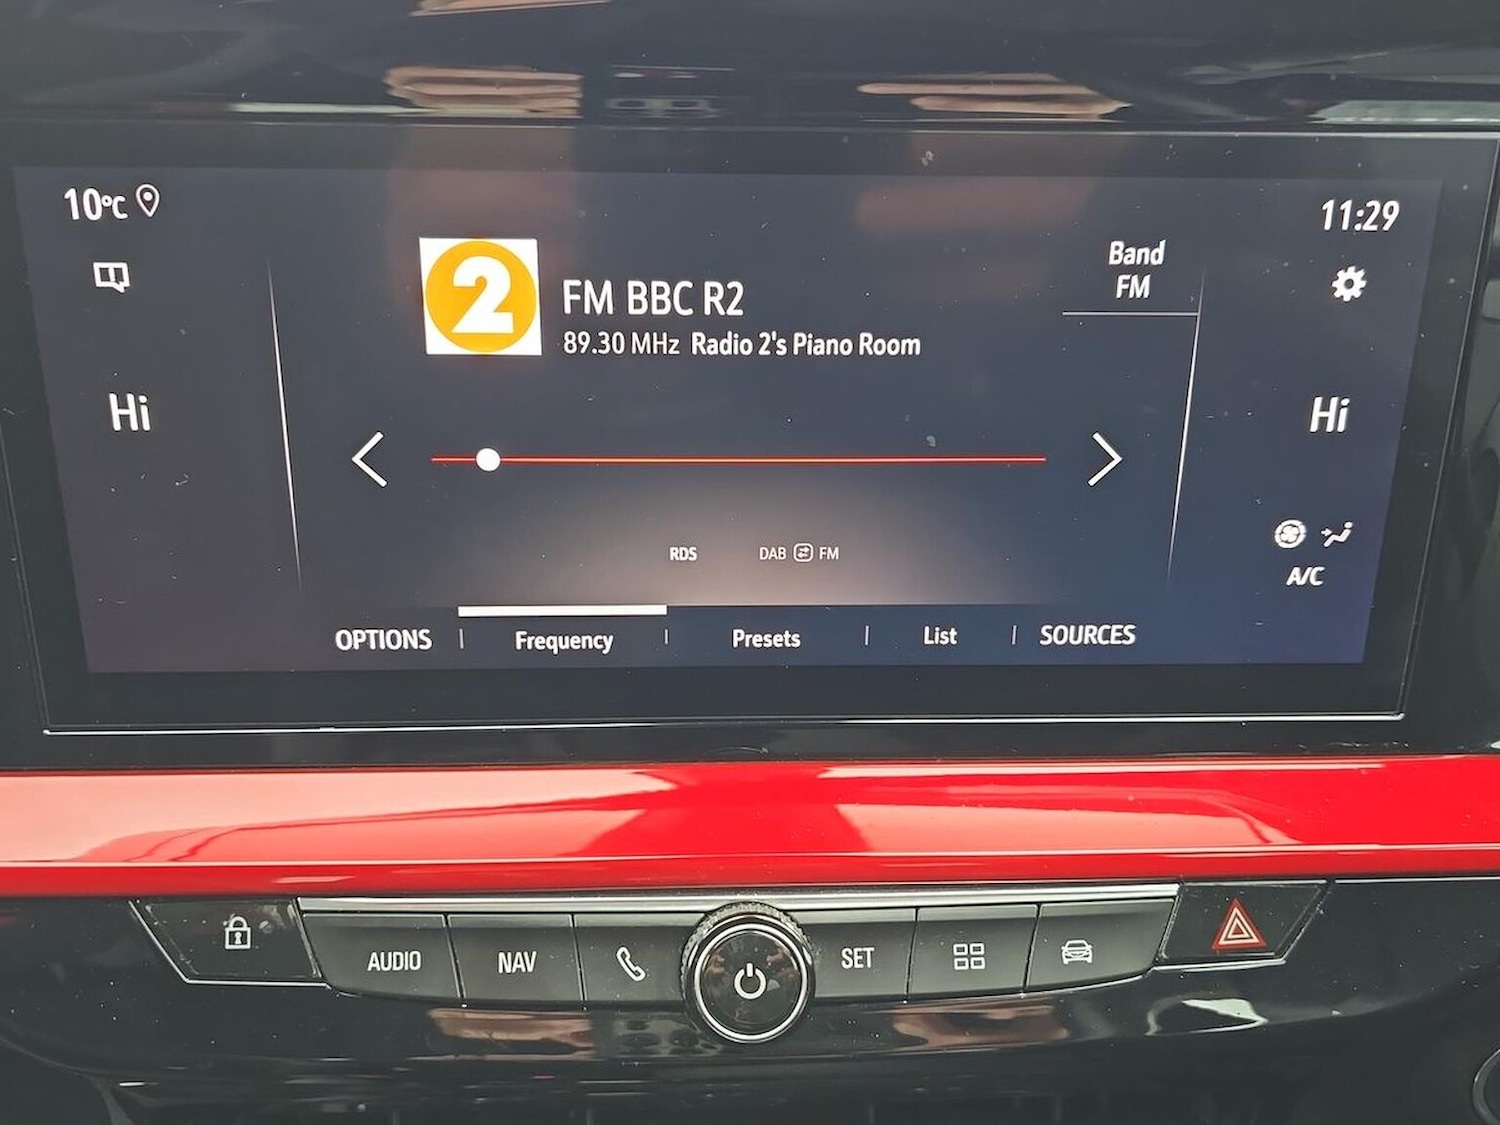 10°C
11:29
2
FM BBC R2
89.30 MHz Radio 2's Piano Room
Band
FM
Hi
Hi
RDS
DAB FM
A/C
OPTIONS Frequency Presets List SOURCES
AUDIO NAV SET